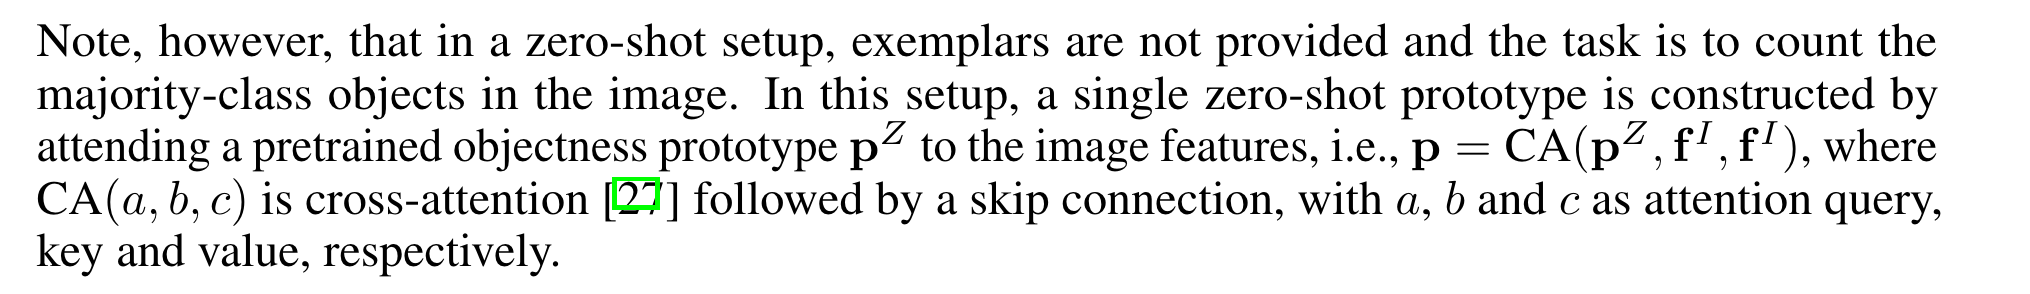 Note, however, that in a zero-shot setup, exemplars are not provided and the task is to count the
majority-class objects in the image. In this setup, a single zero-shot prototype is constructed by
attending a pretrained objectness prototype p^Z to the image features, i.e., p = CA(p^Z, f^I, f^I), where
CA(a, b, c) is cross-attention [27] followed by a skip connection, with a, b and c as attention query,
key and value, respectively.